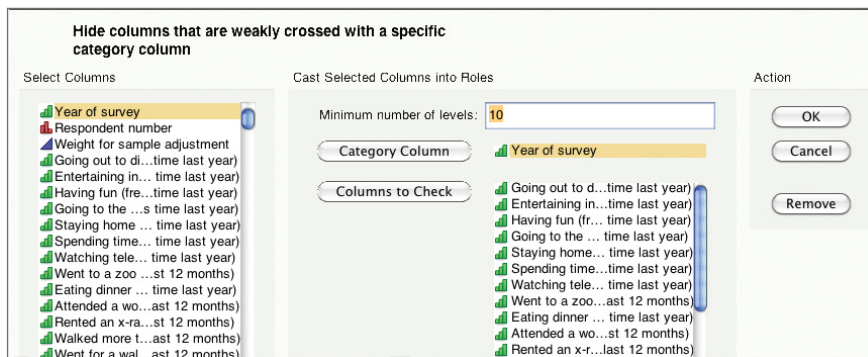 Hide columns that are weakly crossed with a specific
category column
Select Columns
Year of survey
Respondent number
Weight for sample adjustment
Going out to di...time last year)
Entertaining in... time last year)
Having fun (fre...time last year)
Going to the ...s time last year)
Staying home ... time last year)
Spending time... time last year)
Watching tele... time last year)
Went to a zoo ...st 12 months)
Eating dinner ... time last year)
Attended a wo...ast 12 months)
Rented an x-ra...st 12 months)
Walked more t...ast 12 months)
Went for a wal...ast 12 months)
Cast Selected Columns into Roles
Minimum number of levels: 10
Category Column
Year of survey
Columns to Check
Going out to d...time last year)
Entertaining in...time last year)
Having fun (fr... time last year)
Going to the ... time last year)
Staying home... time last year)
Spending time...time last year)
Watching tele... time last year)
Went to a zoo...ast 12 months)
Eating dinner ... time last year)
Attended a wo...st 12 months)
Rented an x-r...last 12 months)
Action
OK
Cancel
Remove